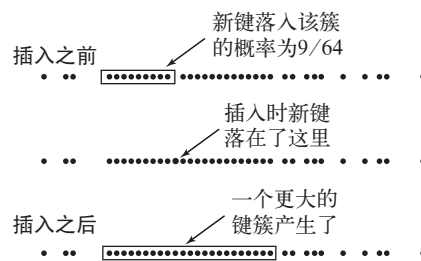 新键落入该簇
的概率为9/64
插入之前
插入时新键
落在了这里
一个更大的
键簇产生了
插入之后